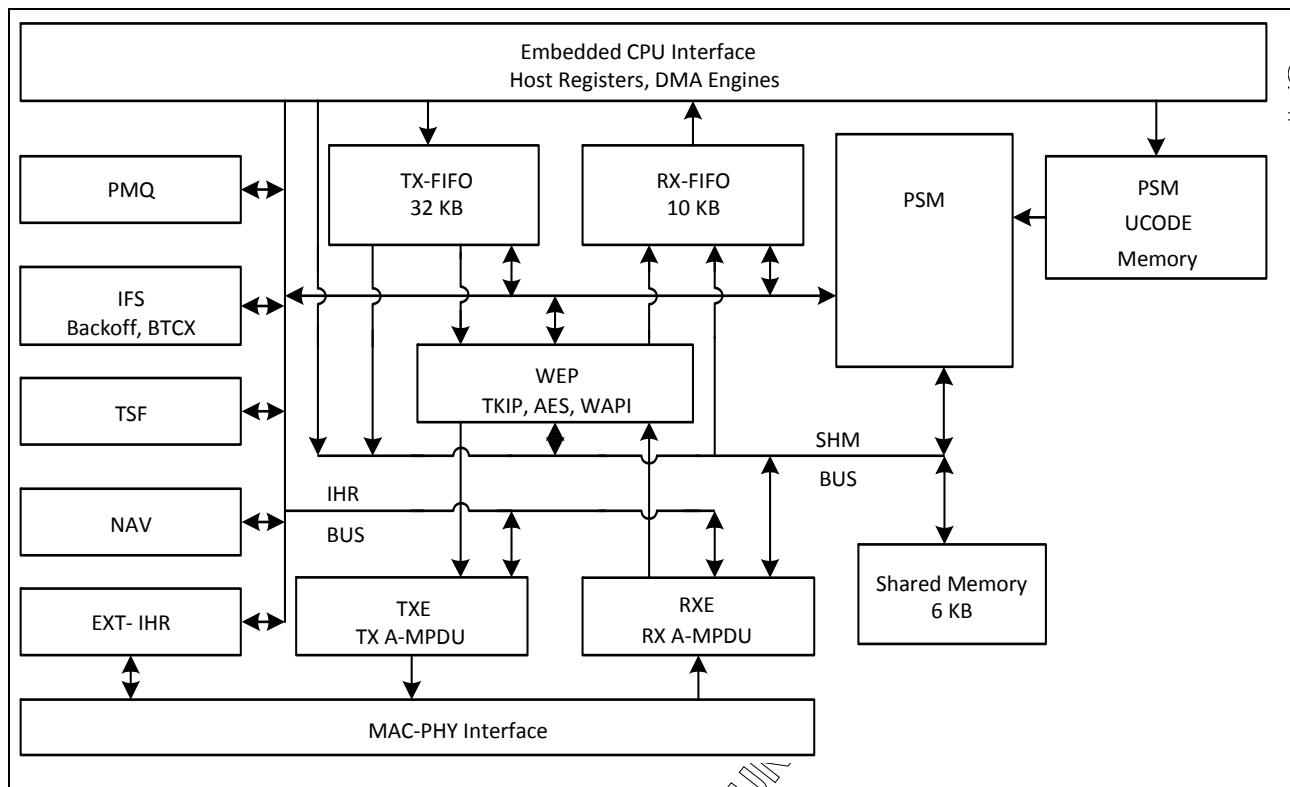 Embedded CPU Interface
Host Registers, DMA Engines
PMQ
TX-FIFO
32 KB
RX-FIFO
10 KB
PSM
PSM
UCODE
Memory
IFS
Backoff, BTCX
WEP
TKIP, AES, WAPI
TSF
SHM
BUS
IHR
BUS
NAV
EXT- IHR
TXE
TX A-MPDU
RXE
RX A-MPDU
Shared Memory
6 KB
MAC-PHY Interface